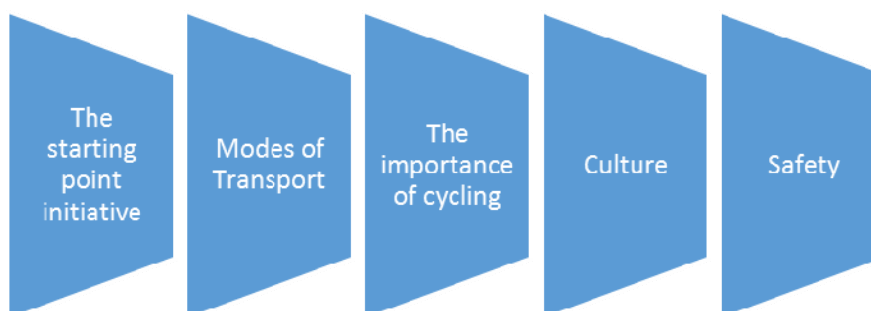 The
starting
point
initiative
Modes of
Transport
The
importance
of cycling
Culture
Safety